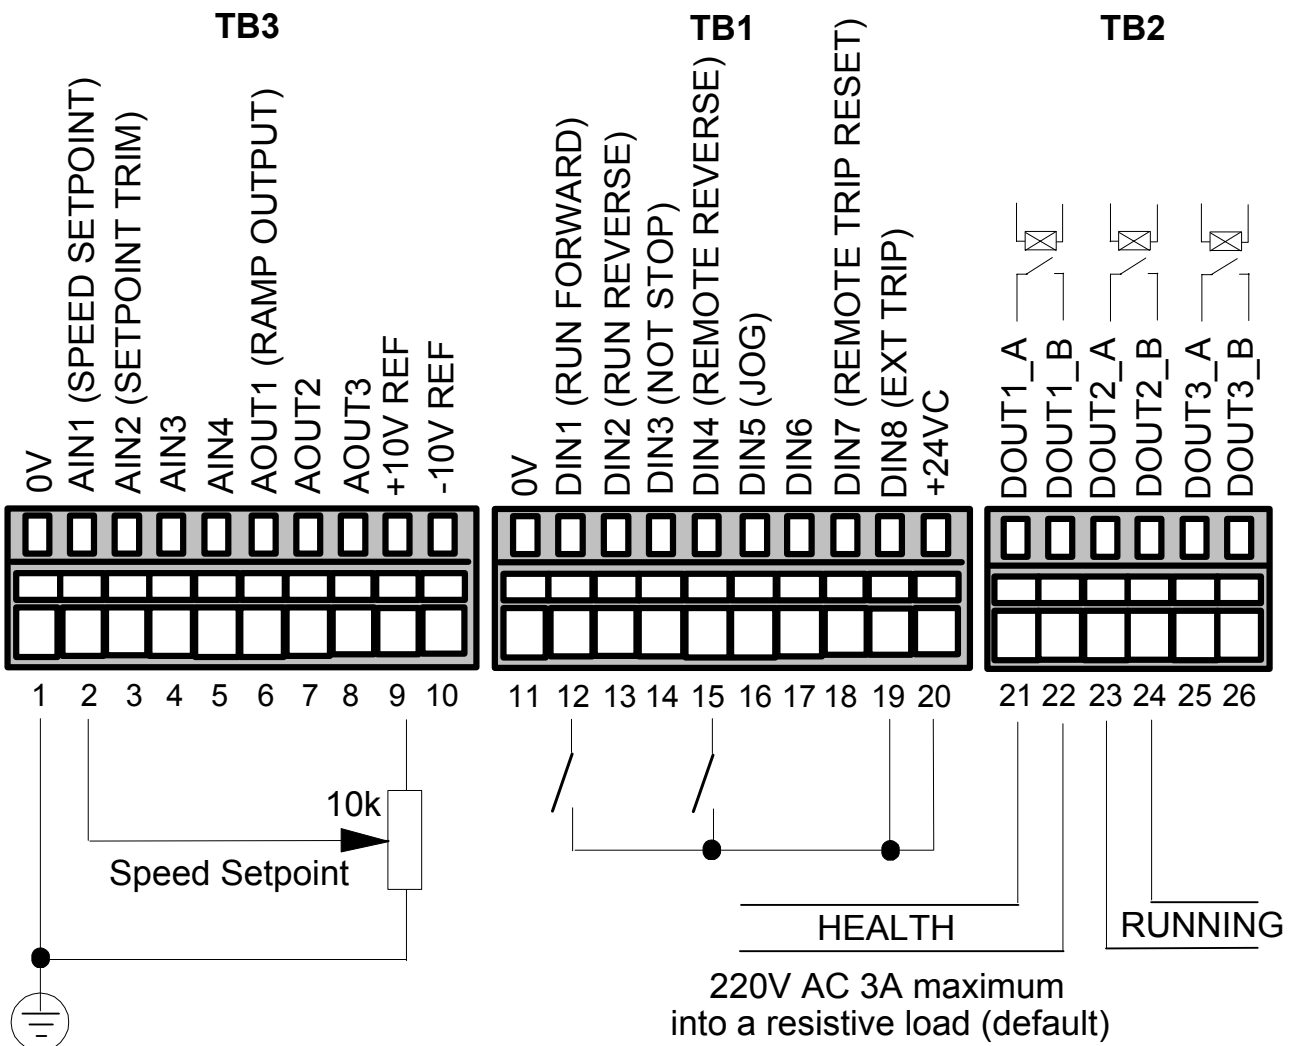 TB3
TB1
TB2
0V
AIN1 (SPEED SETPOINT)
AIN2 (SETPOINT TRIM)
AIN3
AIN4
AOUT1 (RAMP OUTPUT)
AOUT2
AOUT3
+10V REF
-10V REF
0V
DIN1 (RUN FORWARD)
DIN2 (RUN REVERSE)
DIN3 (NOT STOP)
DIN4 (REMOTE REVERSE)
DIN5 (JOG)
DIN6
DIN7 (REMOTE TRIP RESET)
DIN8 (EXT TRIP)
+24VC
DOUT1_A
DOUT1_B
DOUT2_A
DOUT2_B
DOUT3_A
DOUT3_B
1 2 3 4 5 6 7 8 9 10
11 12 13 14 15 16 17 18 19 20
21 22 23 24 25 26
10k
Speed Setpoint
HEALTH
RUNNING
220V AC 3A maximum
into a resistive load (default)